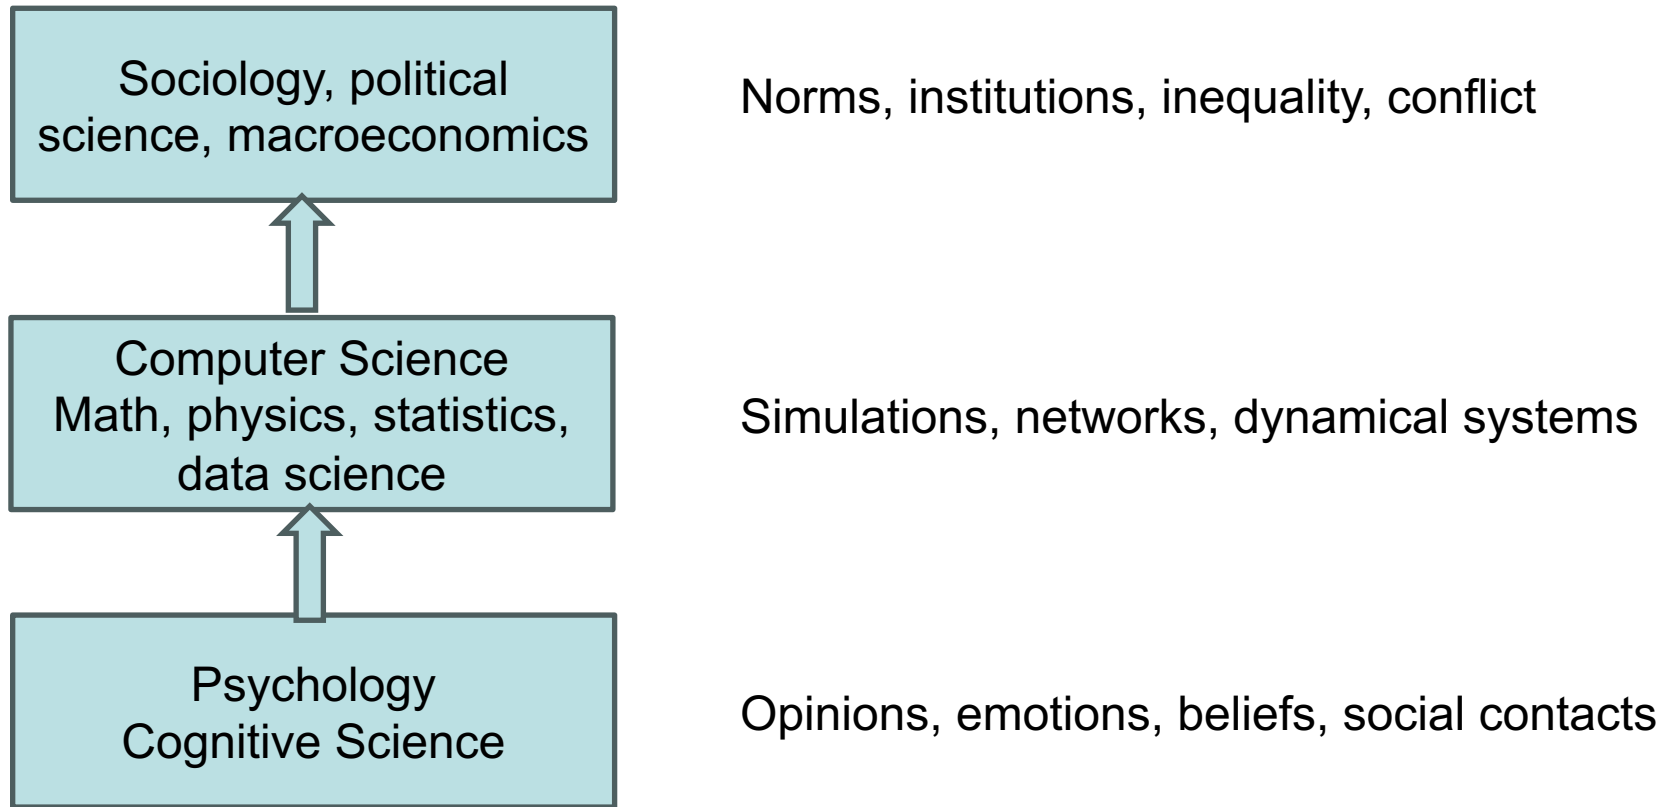 Sociology, political
science, macroeconomics
Norms, institutions, inequality, conflict
Computer Science
Math, physics, statistics,
data science
Simulations, networks, dynamical systems
Psychology
Cognitive Science
Opinions, emotions, beliefs, social contacts